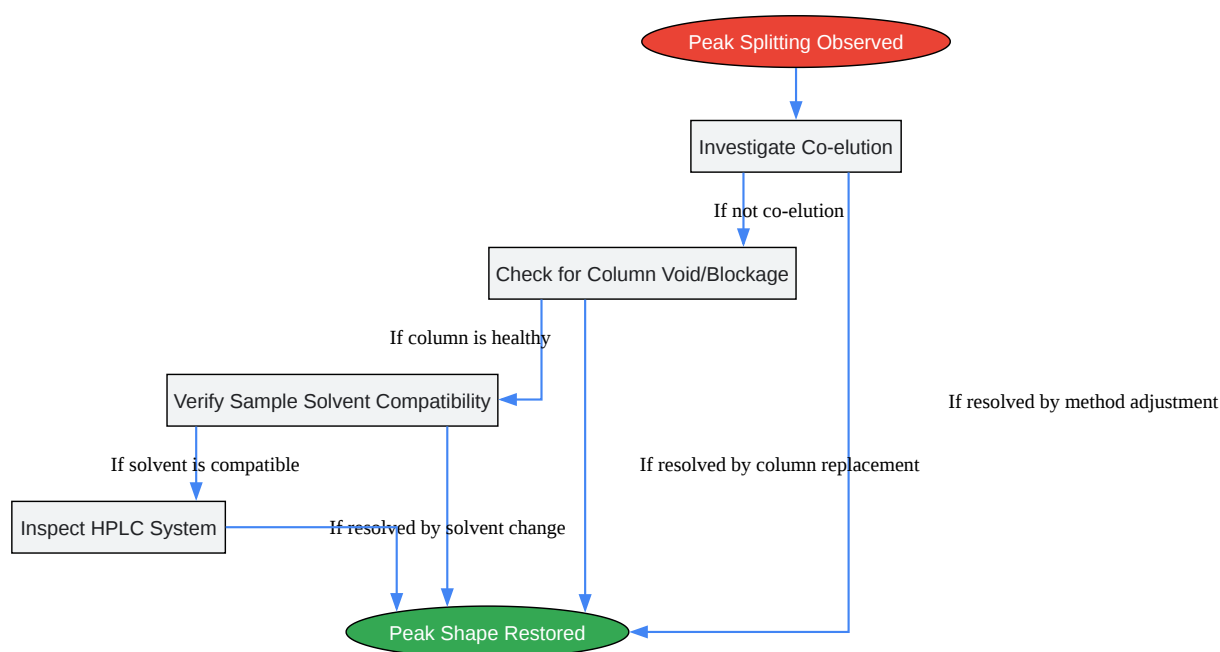 Peak Splitting Observed
Investigate Co-elution
If not co-elution
Check for Column Void/Blockage
If column is healthy
Verify Sample Solvent Compatibility
If resolved by method adjustment
If solvent is compatible
If resolved by column replacement
Inspect HPLC System
If resolved by solvent change
Peak Shape Restored